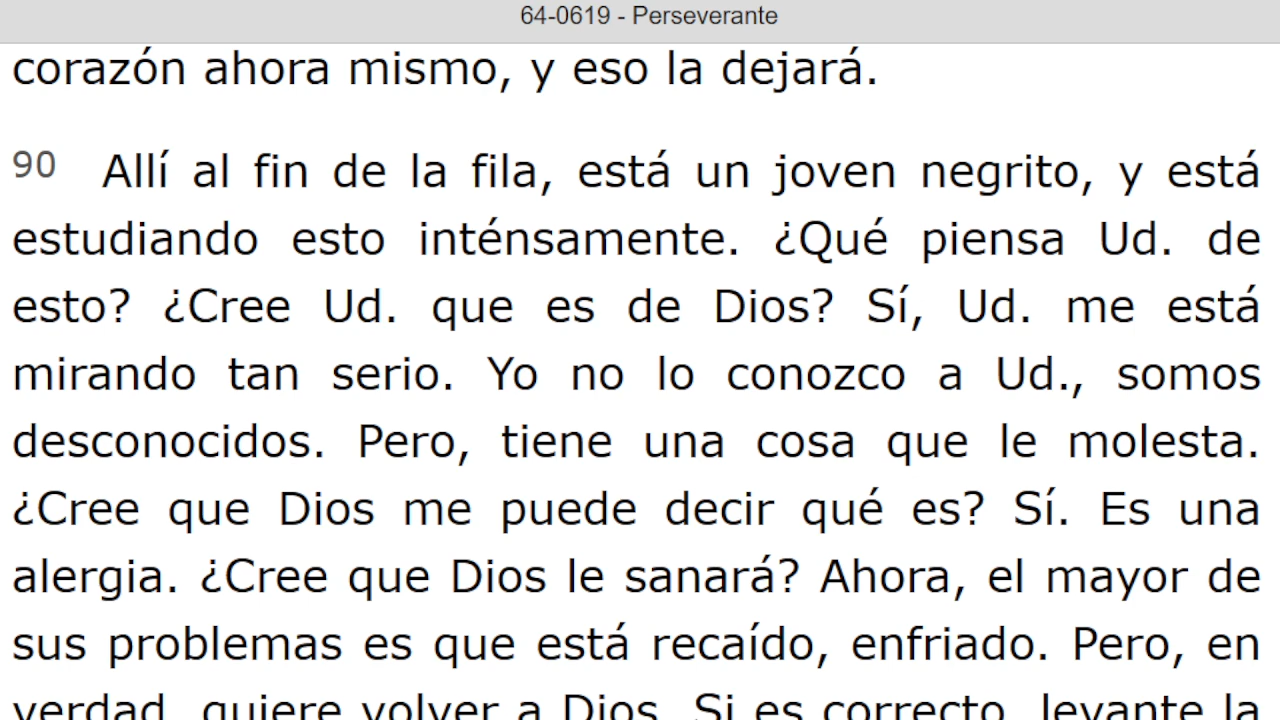 64-0619 - Perseverante
corazón ahora mismo, y eso la dejará.
90 Allí al fin de la fila, está un joven negrito, y está
estudiando esto inténsamente. ¿Qué piensa Ud. de
esto? ¿Cree Ud. que es de Dios? Sí, Ud. me está
mirando tan serio. Yo no lo conozco a Ud., somos
desconocidos. Pero, tiene una cosa que le molesta.
¿Cree que Dios me puede decir qué es? Sí. Es una
alergia. ¿Cree que Dios le sanará? Ahora, el mayor de
sus problemas es que está recaído, enfriado. Pero, en
verdad, quiere volver a Dios. Si es correcto, levante la